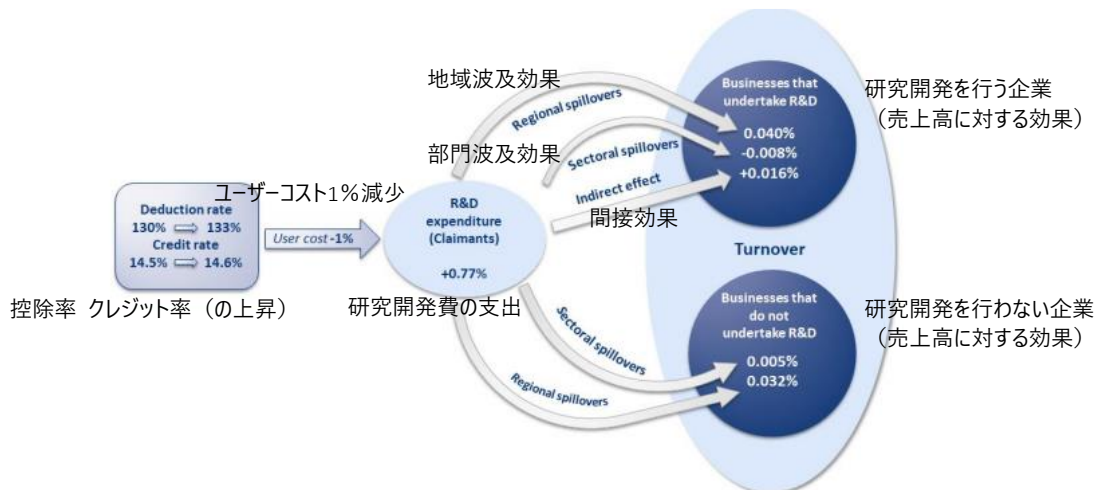 地域波及効果
Regional spillovers
部門波及効果
Sectoral spillovers
Indirect effect
間接効果
Businesses that
undertake R&D
0.040%
-0.008%
+0.016%
研究開発を行う企業
（売上高に対する効果）
ユーザーコスト1％減少
Deduction rate
130% ⇨ 133%
Credit rate
14.5% ⇨ 14.6%
User cost -1%
R&D
expenditure
(Claimants)
+0.77%
控除率 クレジット率（の上昇）
研究開発費の支出
Turnover
Sectoral spillovers
Regional spillovers
Businesses that
do not
undertake R&D
0.005%
0.032%
研究開発を行わない企業
（売上高に対する効果）